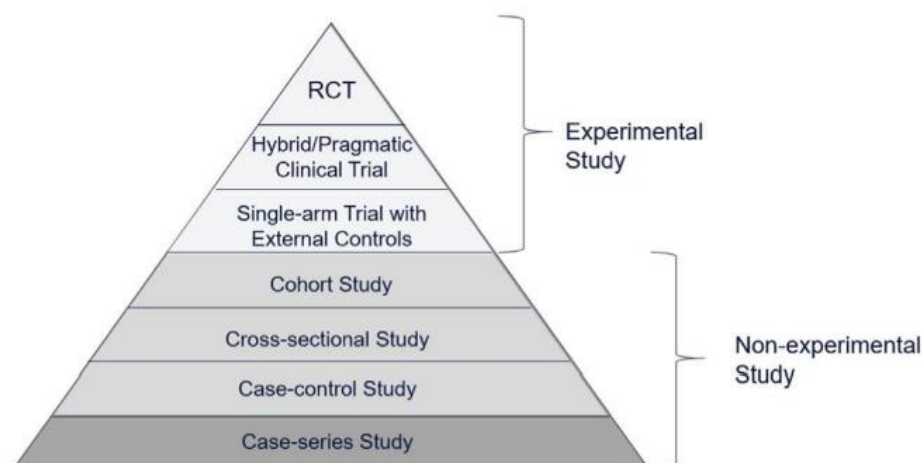 RCT
Hybrid/Pragmatic
Clinical Trial
Single-arm Trial with
External Controls
Cohort Study
Cross-sectional Study
Case-control Study
Case-series Study
Experimental
Study
Non-experimental
Study